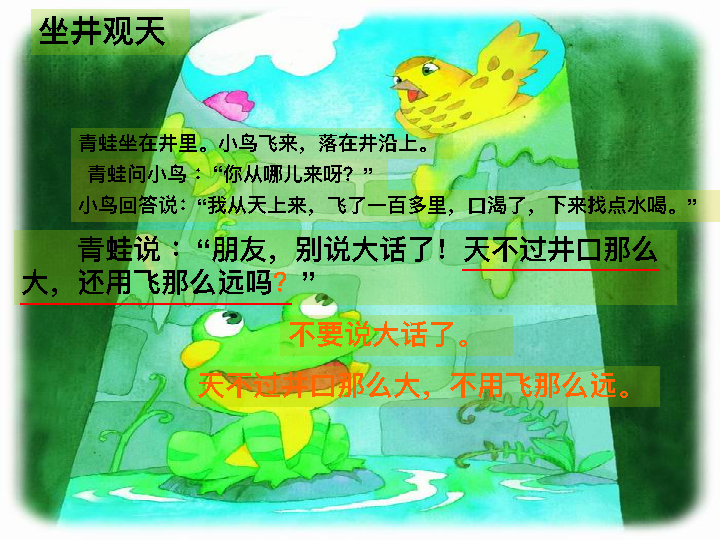 坐井观天
青蛙坐在井里。小鸟飞来，落在井沿上。
青蛙问小鸟：“你从哪儿来呀？”
小鸟回答说：“我从天上来，飞了一百多里，口渴了，下来找点水喝。”
青蛙说：“朋友，别说大话了！天不过井口那么
大，还用飞那么远吗？”
不要说大话了。
天不过井口那么大，不用飞那么远。